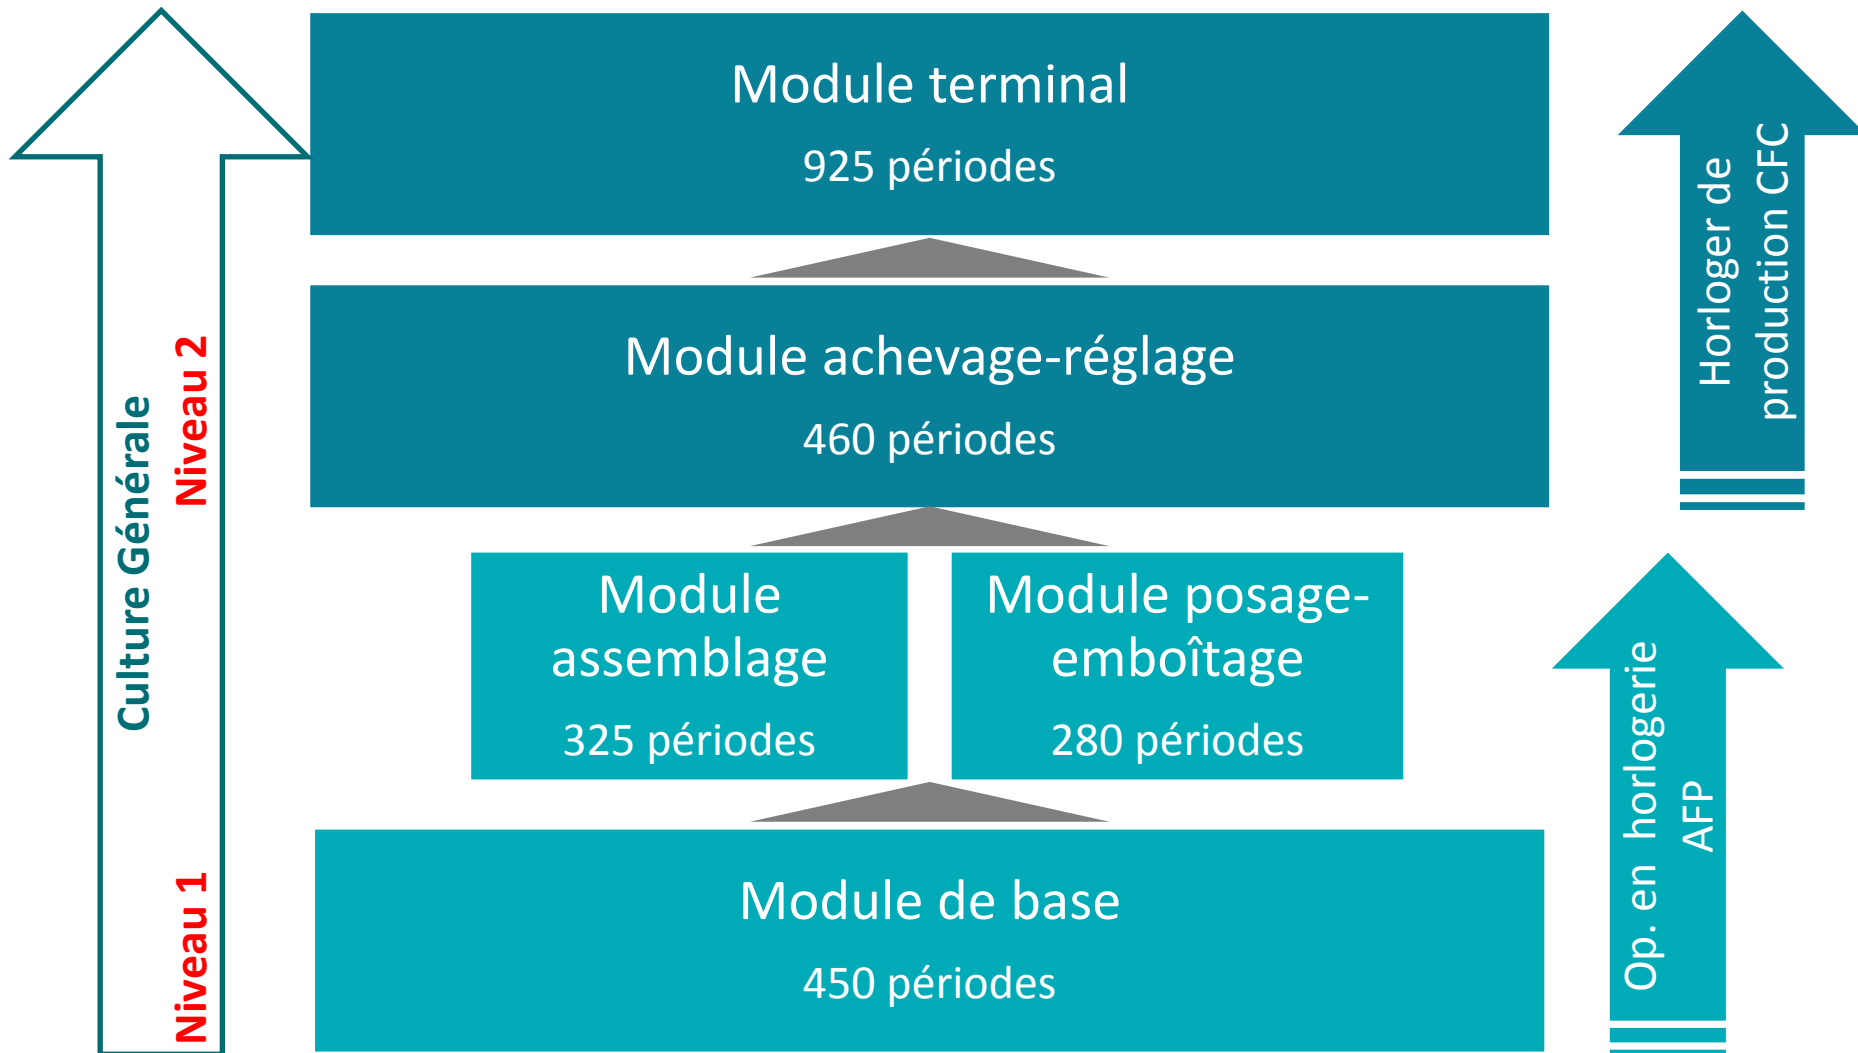 Module terminal
925 périodes
Module achevage-réglage
460 périodes
Module
assemblage
325 périodes
Module posage-
emboîtage
280 périodes
Module de base
450 périodes
Culture Générale
Niveau 2
Niveau 1
Horloger de
production CFC
Op. en horlogerie
AFP